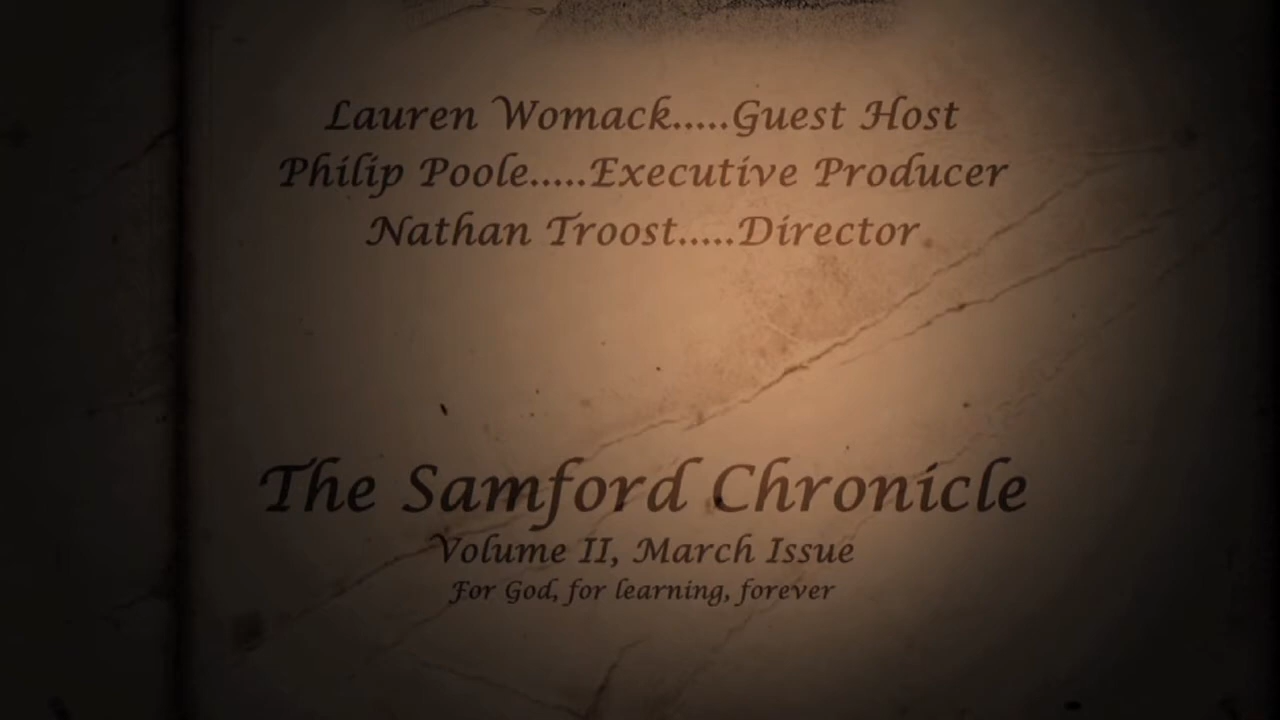 Lauren Womack.....Guest Host
Philip Poole.....Executive Producer
Nathan Troost.....Director
The Samford Chronicle
Volume II, March Issue
For God, for learning, forever